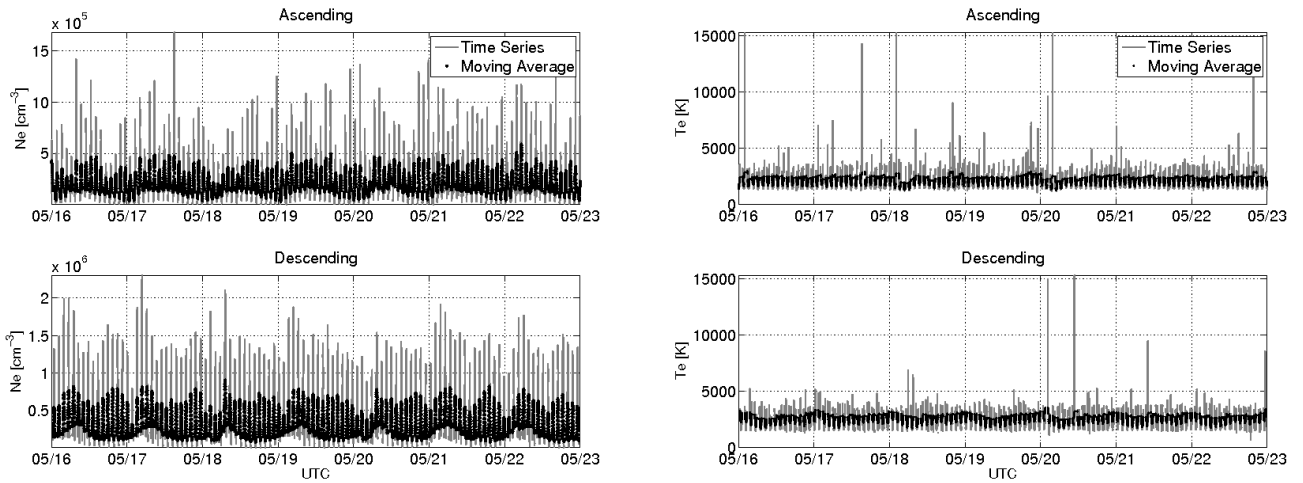 Ascending
x 10^5
15
10
5
Ne [cm^-3]
Time Series
Moving Average
05/16 05/17 05/18 05/19 05/20 05/21 05/22 05/23
Ascending
15000
10000
5000
0
Te [K]
Time Series
Moving Average
05/16 05/17 05/18 05/19 05/20 05/21 05/22 05/23
Descending
x 10^6
2
1.5
1
0.5
Ne [cm^-3]
05/16 05/17 05/18 05/19 05/20 05/21 05/22 05/23
UTC
Descending
15000
10000
5000
0
Te [K]
05/16 05/17 05/18 05/19 05/20 05/21 05/22 05/23
UTC